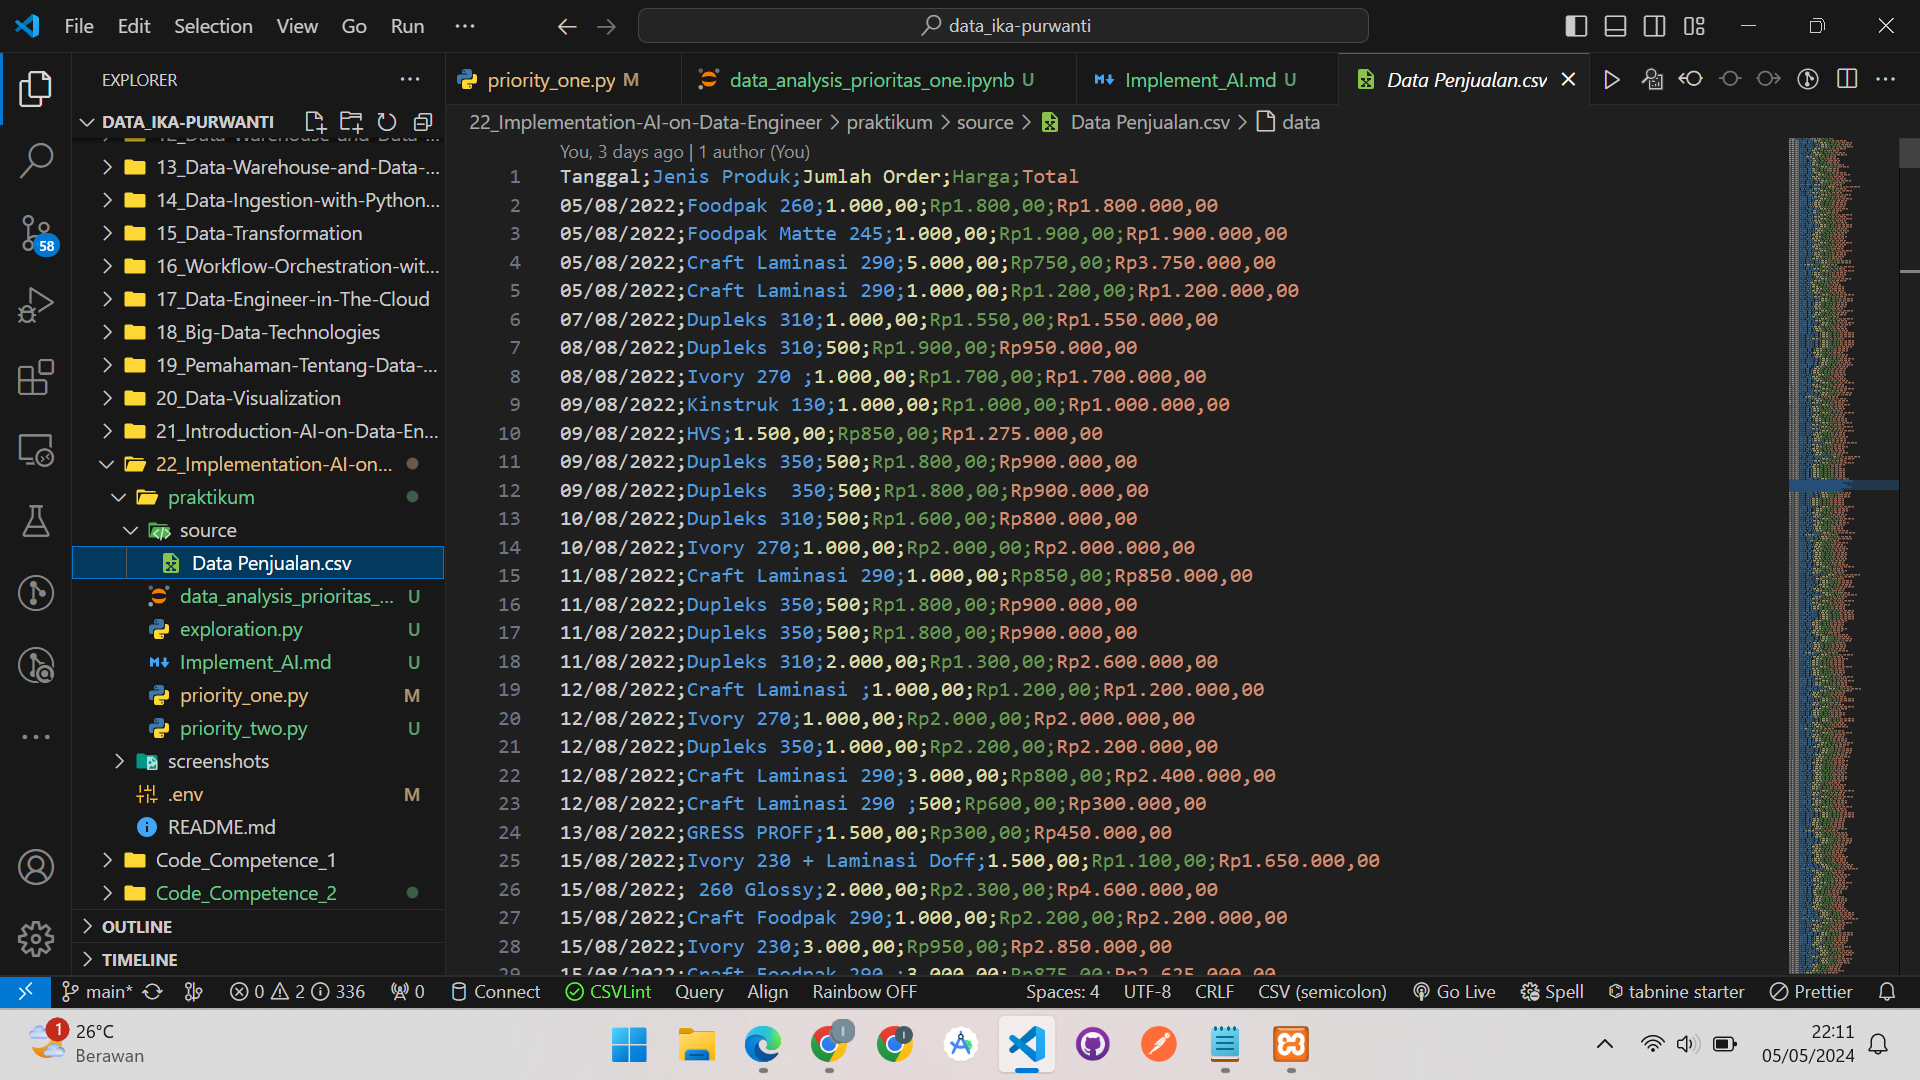 File Edit Selection View Go Run ···
data_ika-purwanti
EXPLORER
DATA_IKA-PURWANTI
13_Data-Warehouse-and-Data-...
14_Data-Ingestion-with-Python...
15_Data-Transformation
16_Workflow-Orchestration-wit...
17_Data-Engineer-in-The-Cloud
18_Big-Data-Technologies
19_Pemahaman-Tentang-Data-...
20_Data-Visualization
21_Introduction-AI-on-Data-En...
22_Implementation-AI-on...
praktikum
source
Data Penjualan.csv
data_analysis_prioritas_... U
exploration.py U
Implement_AI.md U
priority_one.py M
priority_two.py U
screenshots
.env M
README.md
Code_Competence_1
Code_Competence_2
OUTLINE
TIMELINE
58
priority_one.py M
data_analysis_prioritas_one.ipynb U
Implement_AI.md U
Data Penjualan.csv
22_Implementation-AI-on-Data-Engineer > praktikum > source > Data Penjualan.csv > data
You, 3 days ago | 1 author (You)
1 Tanggal;Jenis Produk;Jumlah Order;Harga;Total
2 05/08/2022;Foodpak 260;1.000,00;Rp1.800,00;Rp1.800.000,00
3 05/08/2022;Foodpak Matte 245;1.000,00;Rp1.900,00;Rp1.900.000,00
4 05/08/2022;Craft Laminasi 290;5.000,00;Rp750,00;Rp3.750.000,00
5 05/08/2022;Craft Laminasi 290;1.000,00;Rp1.200,00;Rp1.200.000,00
6 07/08/2022;Dupleks 310;1.000,00;Rp1.550,00;Rp1.550.000,00
7 08/08/2022;Dupleks 310;500;Rp1.900,00;Rp950.000,00
8 08/08/2022;Ivory 270 ;1.000,00;Rp1.700,00;Rp1.700.000,00
9 09/08/2022;Kinstruk 130;1.000,00;Rp1.000,00;Rp1.000.000,00
10 09/08/2022;HVS;1.500,00;Rp850,00;Rp1.275.000,00
11 09/08/2022;Dupleks 350;500;Rp1.800,00;Rp900.000,00
12 09/08/2022;Dupleks  350;500;Rp1.800,00;Rp900.000,00
13 10/08/2022;Dupleks 310;500;Rp1.600,00;Rp800.000,00
14 10/08/2022;Ivory 270;1.000,00;Rp2.000,00;Rp2.000.000,00
15 11/08/2022;Craft Laminasi 290;1.000,00;Rp850,00;Rp850.000,00
16 11/08/2022;Dupleks 350;500;Rp1.800,00;Rp900.000,00
17 11/08/2022;Dupleks 350;500;Rp1.800,00;Rp900.000,00
18 11/08/2022;Dupleks 310;2.000,00;Rp1.300,00;Rp2.600.000,00
19 12/08/2022;Craft Laminasi ;1.000,00;Rp1.200,00;Rp1.200.000,00
20 12/08/2022;Ivory 270;1.000,00;Rp2.000,00;Rp2.000.000,00
21 12/08/2022;Dupleks 350;1.000,00;Rp2.200,00;Rp2.200.000,00
22 12/08/2022;Craft Laminasi 290;3.000,00;Rp800,00;Rp2.400.000,00
23 12/08/2022;Craft Laminasi 290 ;500;Rp600,00;Rp300.000,00
24 13/08/2022;GRESS PROFF;1.500,00;Rp300,00;Rp450.000,00
25 15/08/2022;Ivory 230 + Laminasi Doff;1.500,00;Rp1.100,00;Rp1.650.000,00
26 15/08/2022; 260 Glossy;2.000,00;Rp2.300,00;Rp4.600.000,00
27 15/08/2022;Craft Foodpak 290;1.000,00;Rp2.200,00;Rp2.200.000,00
28 15/08/2022;Ivory 230;3.000,00;Rp950,00;Rp2.850.000,00
29 15/08/2022;Craft Foodpak 290 ;3.000,00;Rp875,00;Rp2.625.000,00
main* 0 2 336 0 Connect CSVLint Query Align Rainbow OFF Spaces: 4 UTF-8 CRLF CSV (semicolon) Go Live Spell tabnine starter Prettier
1 26°C
Berawan
22:11
05/05/2024